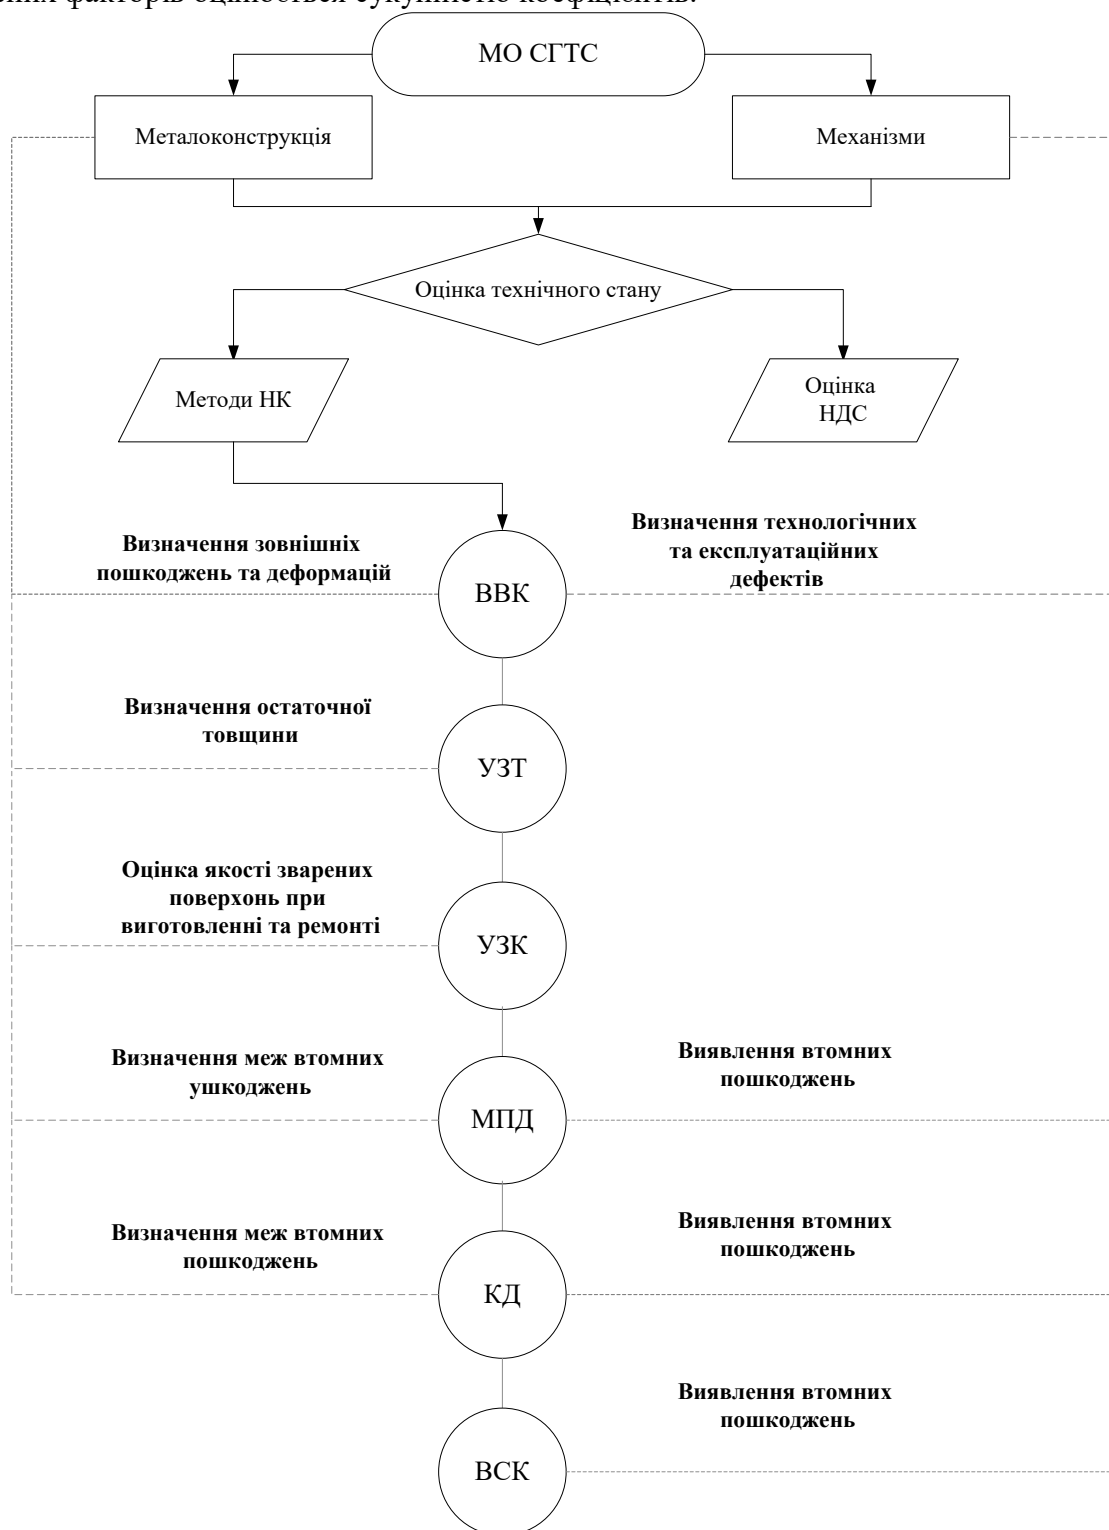 факторів оцінюється сукупністю коефіцієнтів.
МО СГТС
Металоконструкція
Механізми
Оцінка технічного стану
Методи НК
Оцінка
НДС
Визначення зовнішніх
пошкоджень та деформацій
ВВК
Визначення технологічних
та експлуатаційних
дефектів
Визначення остаточної
товщини
УЗТ
Оцінка якості зварених
поверхонь при
виготовленні та ремонті
УЗК
Визначення меж втомних
ушкоджень
МПД
Виявлення втомних
пошкоджень
Визначення меж втомних
пошкоджень
КД
Виявлення втомних
пошкоджень
ВСК
Виявлення втомних
пошкоджень